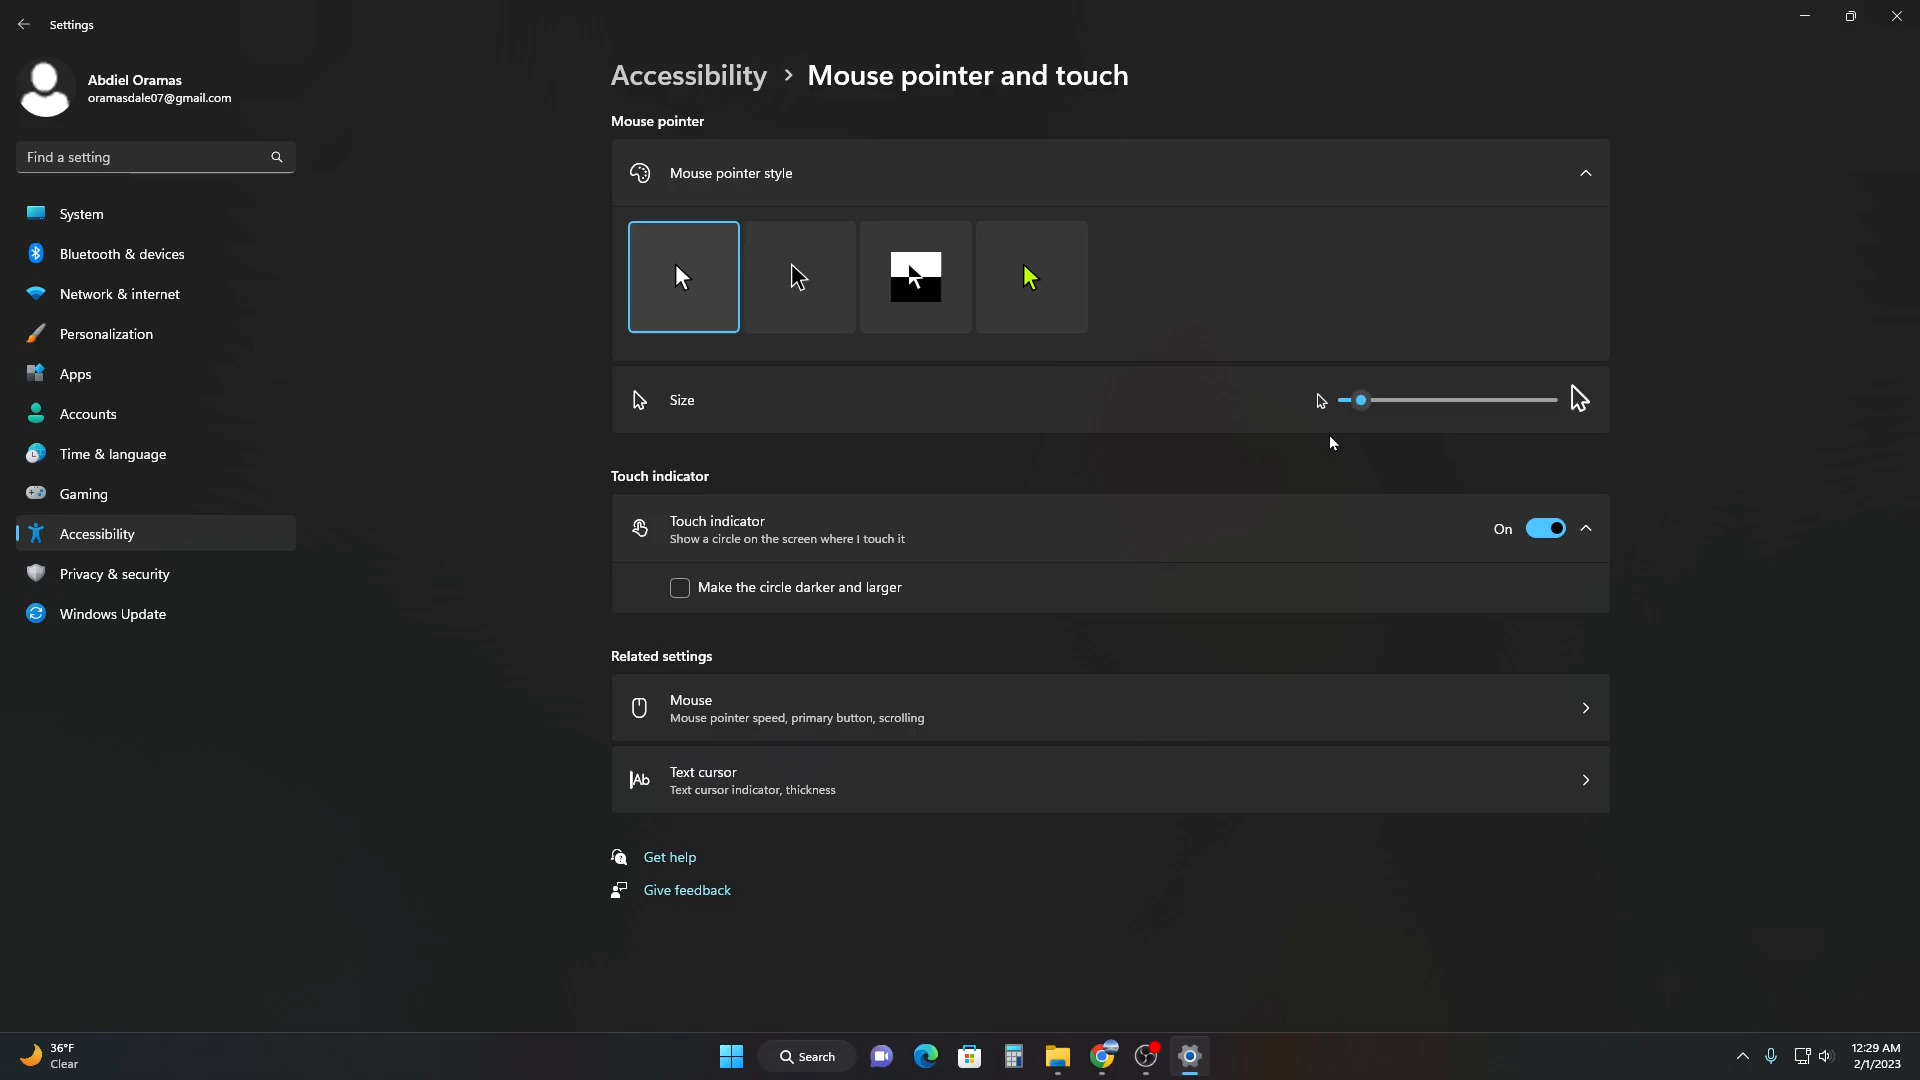 Settings
Abdiel Oramas
oramasdale07@gmail.com
Find a setting
System
Bluetooth & devices
Network & internet
Personalization
Apps
Accounts
Time & language
Gaming
Accessibility
Privacy & security
Windows Update
Accessibility > Mouse pointer and touch
Mouse pointer
Mouse pointer style
Size
Touch indicator
Touch indicator
Show a circle on the screen where I touch it
On
Make the circle darker and larger
Related settings
Mouse
Mouse pointer speed, primary button, scrolling
Ab
Text cursor
Text cursor indicator, thickness
Get help
Give feedback
36°F
Clear
Search
12:29 AM
2/1/2023